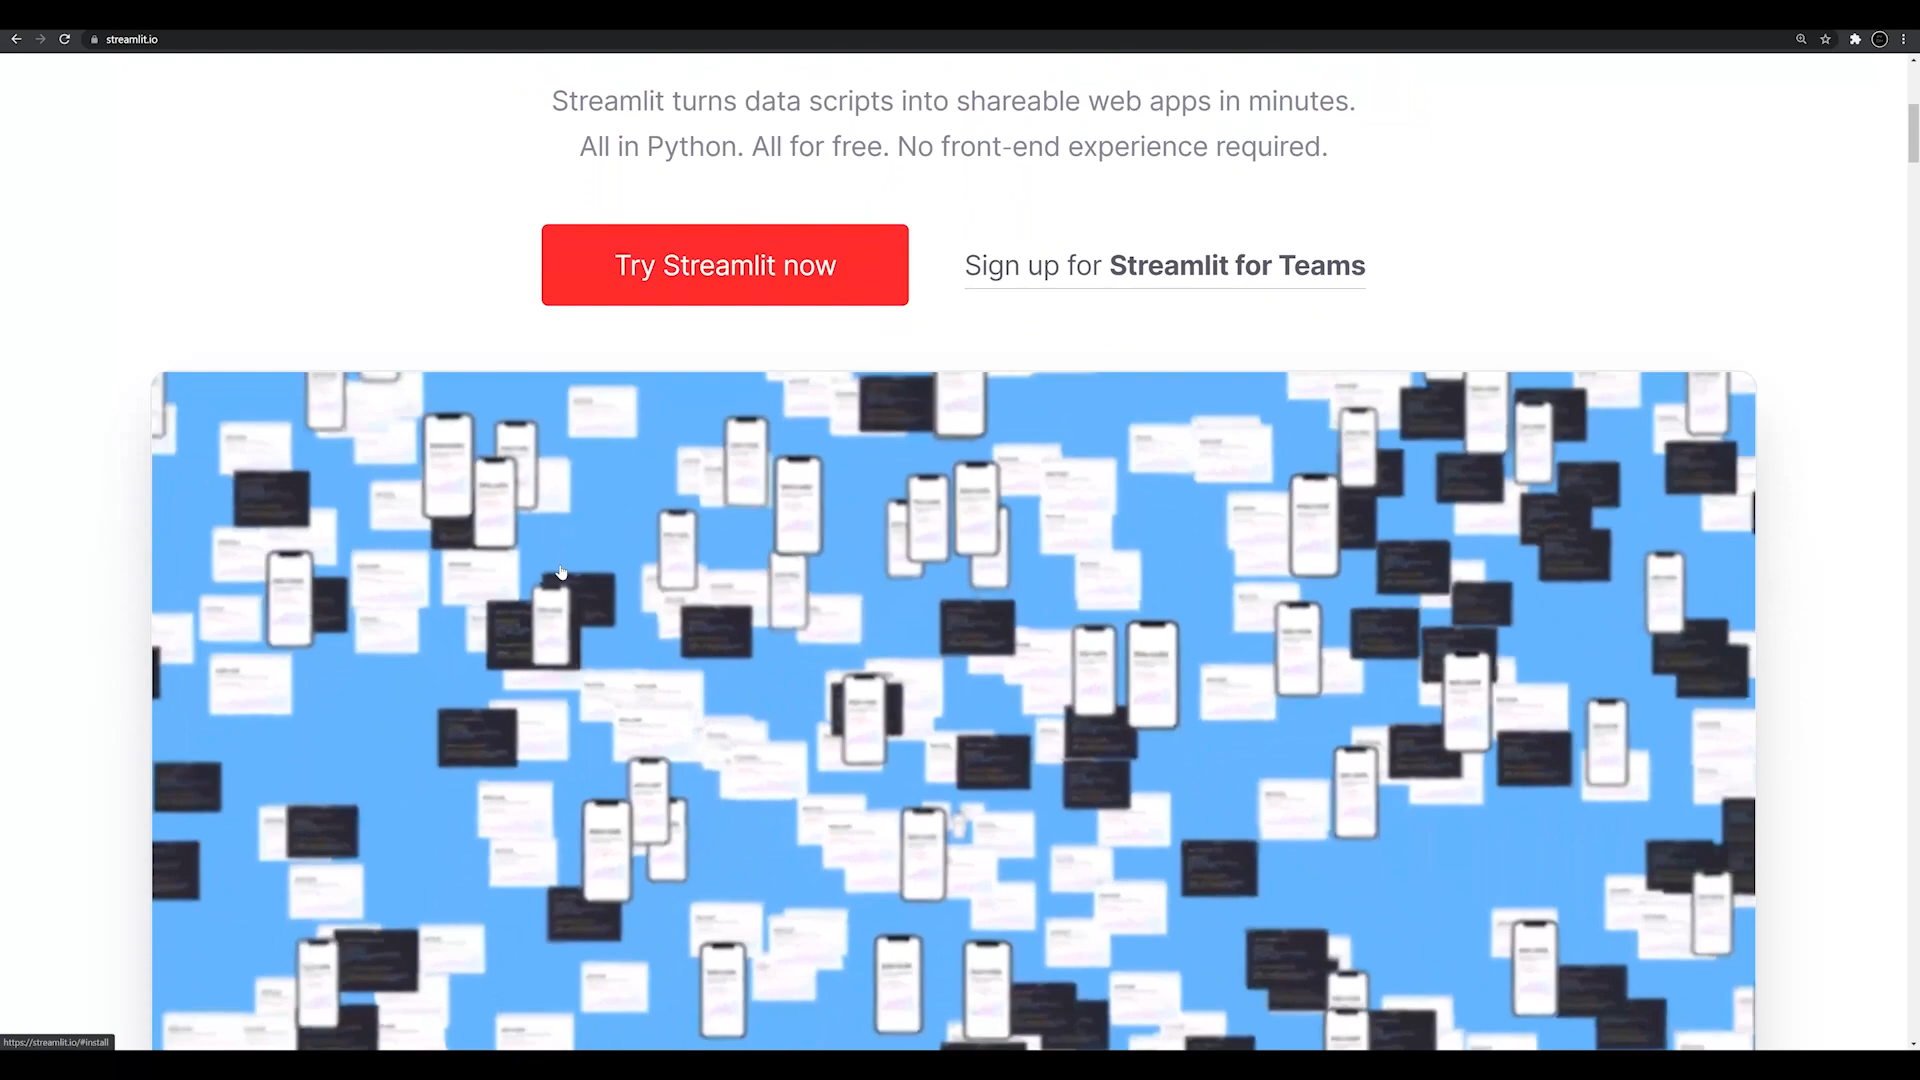 streamlit.io
Streamlit turns data scripts into shareable web apps in minutes.
All in Python. All for free. No front-end experience required.
Try Streamlit now
Sign up for Streamlit for Teams
https://streamlit.io/#install